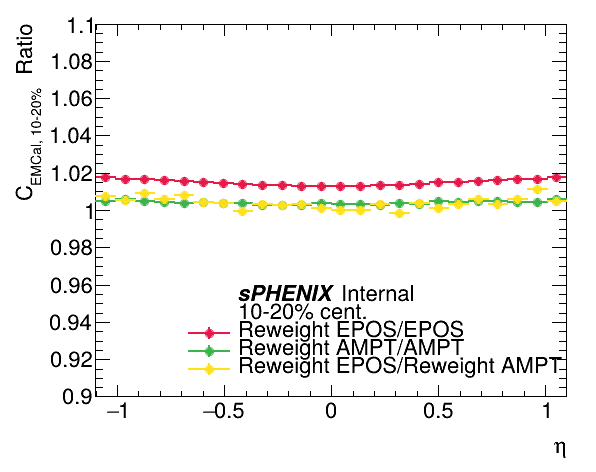 C_EMCal, 10-20% Ratio
1.1
1.08
1.06
1.04
1.02
1
0.98
0.96
0.94
0.92
0.9
sPHENIX Internal
10-20% cent.
Reweight EPOS/EPOS
Reweight AMPT/AMPT
Reweight EPOS/Reweight AMPT
−1 −0.5 0 0.5 1
η